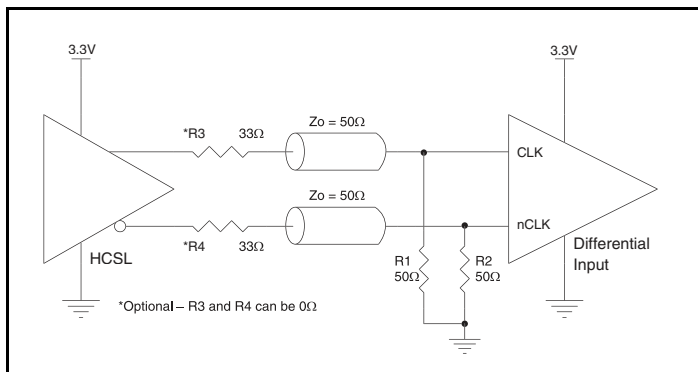 3.3V
3.3V
*R3 33Ω
Zo = 50Ω
CLK
Zo = 50Ω
nCLK
*R4 33Ω
HCSL
R1
50Ω
R2
50Ω
Differential
Input
*Optional – R3 and R4 can be 0Ω